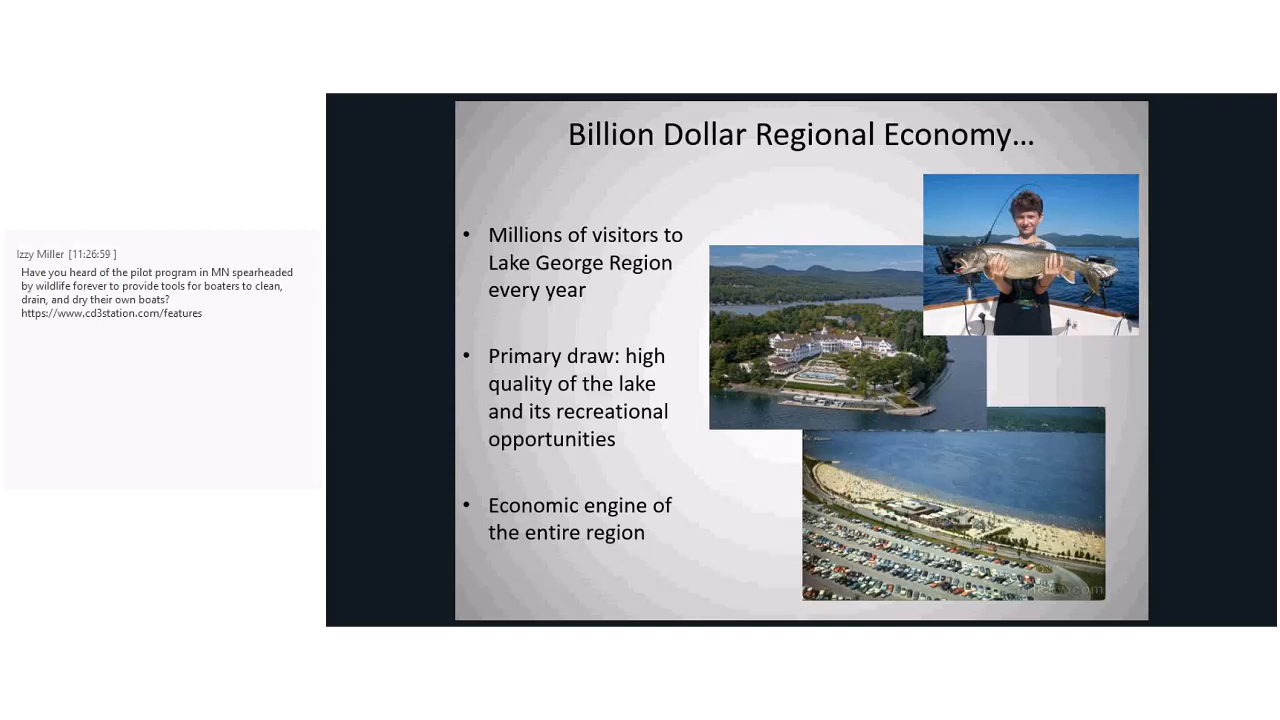 Izzy Miller [11:26:59 ]
Have you heard of the pilot program in MN spearheaded
by wildlife forever to provide tools for boaters to clean,
drain, and dry their own boats?
https://www.cd3station.com/features
Billion Dollar Regional Economy...
• Millions of visitors to
Lake George Region
every year
• Primary draw: high
quality of the lake
and its recreational
opportunities
• Economic engine of
the entire region